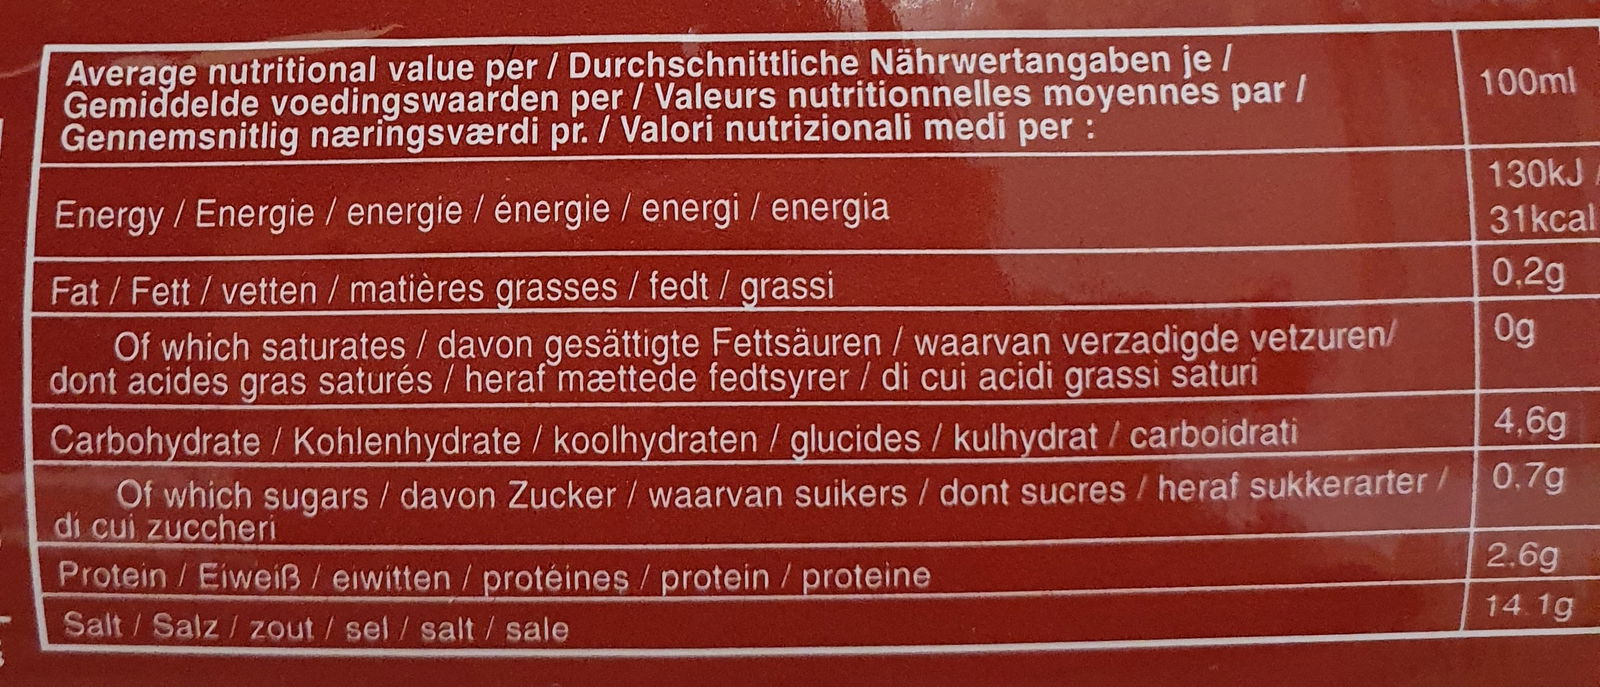 Average nutritional value per / Durchschnittliche Nährwertangaben je /
Gemiddelde voedingswaarden per / Valeurs nutritionnelles moyennes par /
Gennemsnitlig næringsværdi pr. / Valori nutrizionali medi per :
100ml
Energy / Energie / energie / énergie / energi / energia
130kJ /
31kcal
Fat / Fett / vetten / matières grasses / fedt / grassi
0,2g
Of which saturates / davon gesättigte Fettsäuren / waarvan verzadigde vetzuren/
dont acides gras saturés / heraf mættede fedtsyrer / di cui acidi grassi saturi
0g
Carbohydrate / Kohlenhydrate / koolhydraten / glucides / kulhydrat / carboidrati
4,6g
Of which sugars / davon Zucker / waarvan suikers / dont sucres / heraf sukkerarter /
di cui zuccheri
0.7g
Protein / Eiweiß / eiwitten / protéines / protein / proteine
2.6g
Salt / Salz / zout / sel / salt / sale
14.1g